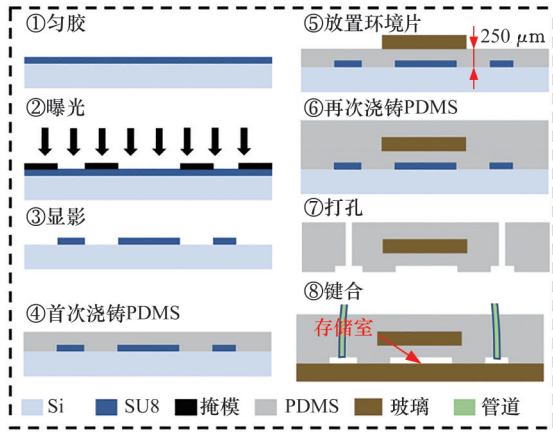 ①匀胶
②曝光
③显影
④首次浇铸PDMS
⑤放置环境片
250 μm
⑥再次浇铸PDMS
⑦打孔
⑧键合
存储室
Si SU8 掩模 PDMS 玻璃 管道